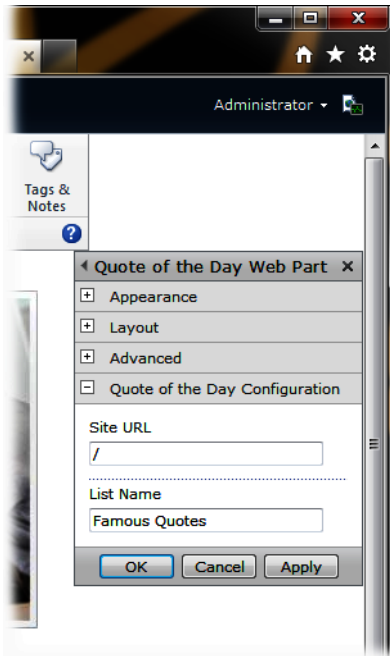 Administrator
Tags &
Notes
Quote of the Day Web Part
Appearance
Layout
Advanced
Quote of the Day Configuration
Site URL
/
List Name
Famous Quotes
OK Cancel Apply